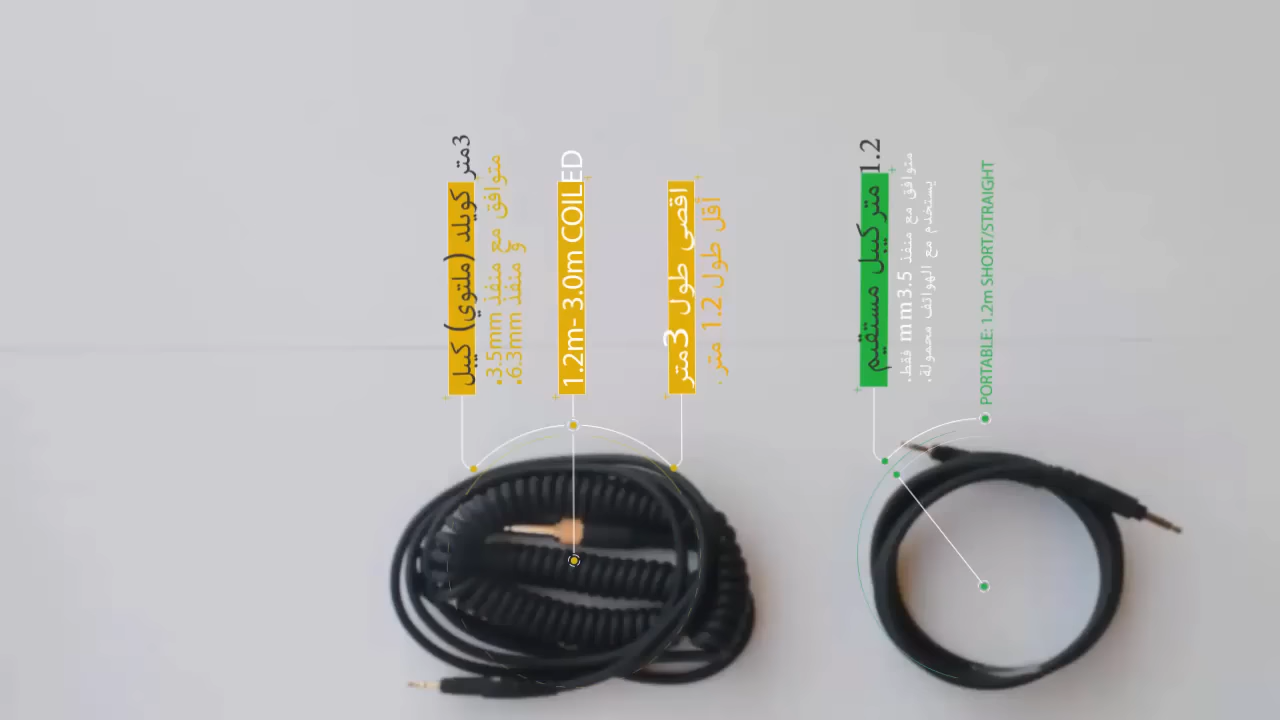 3متر كويلد (ملتوي) كيبل
متوافق مع منفذ 3.5mm.
و منفذ 6.3mm.
1.2m- 3.0m COILED
اقصى طول 3متر
أقل طول 1.2 متر .
1.2 متر كيبل مستقيم
متوافق مع منفذ mm3.5 فقط.
يستخدم مع الهواتف محمولة.
PORTABLE: 1.2m SHORT/STRAIGHT